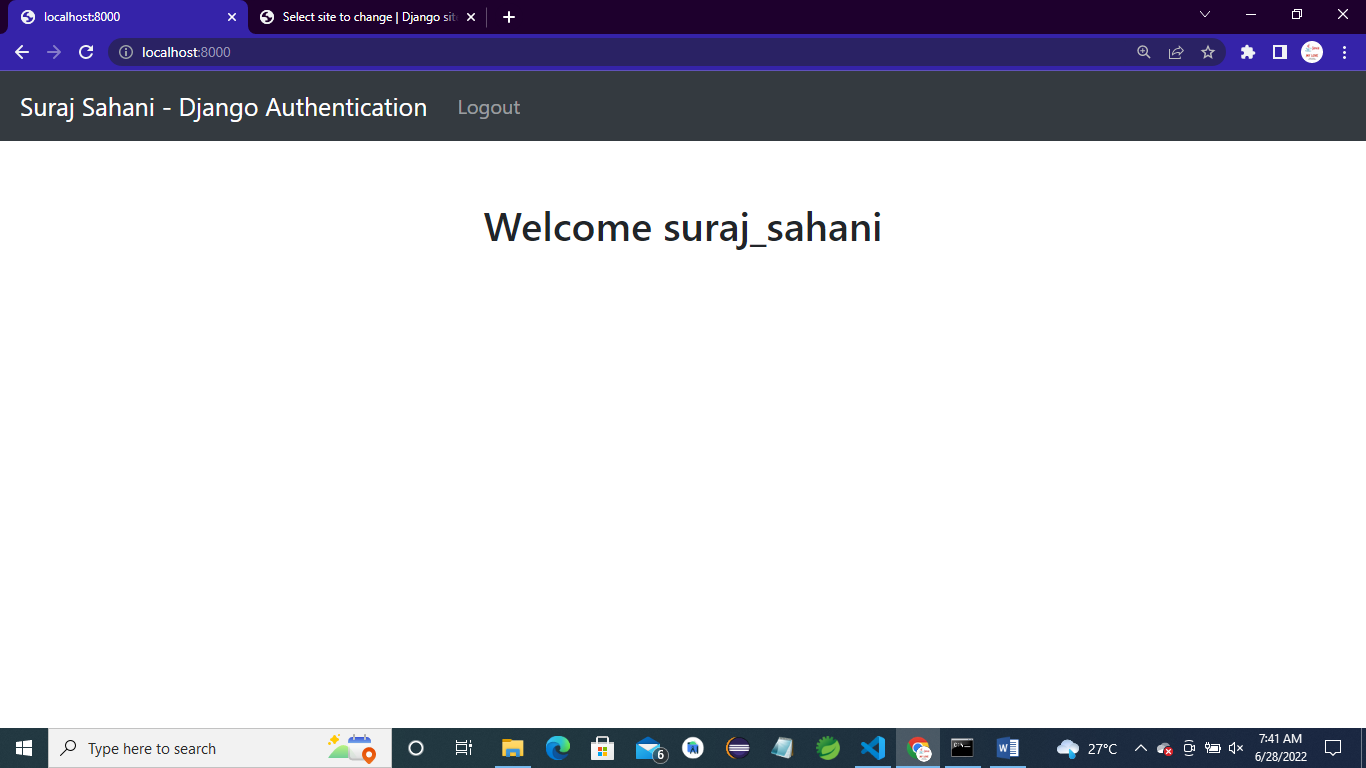 localhost:8000
Select site to change | Django sit
localhost:8000
Suraj Sahani - Django Authentication Logout
Welcome suraj_sahani
Type here to search
6
27°C
7:41 AM
6/28/2022